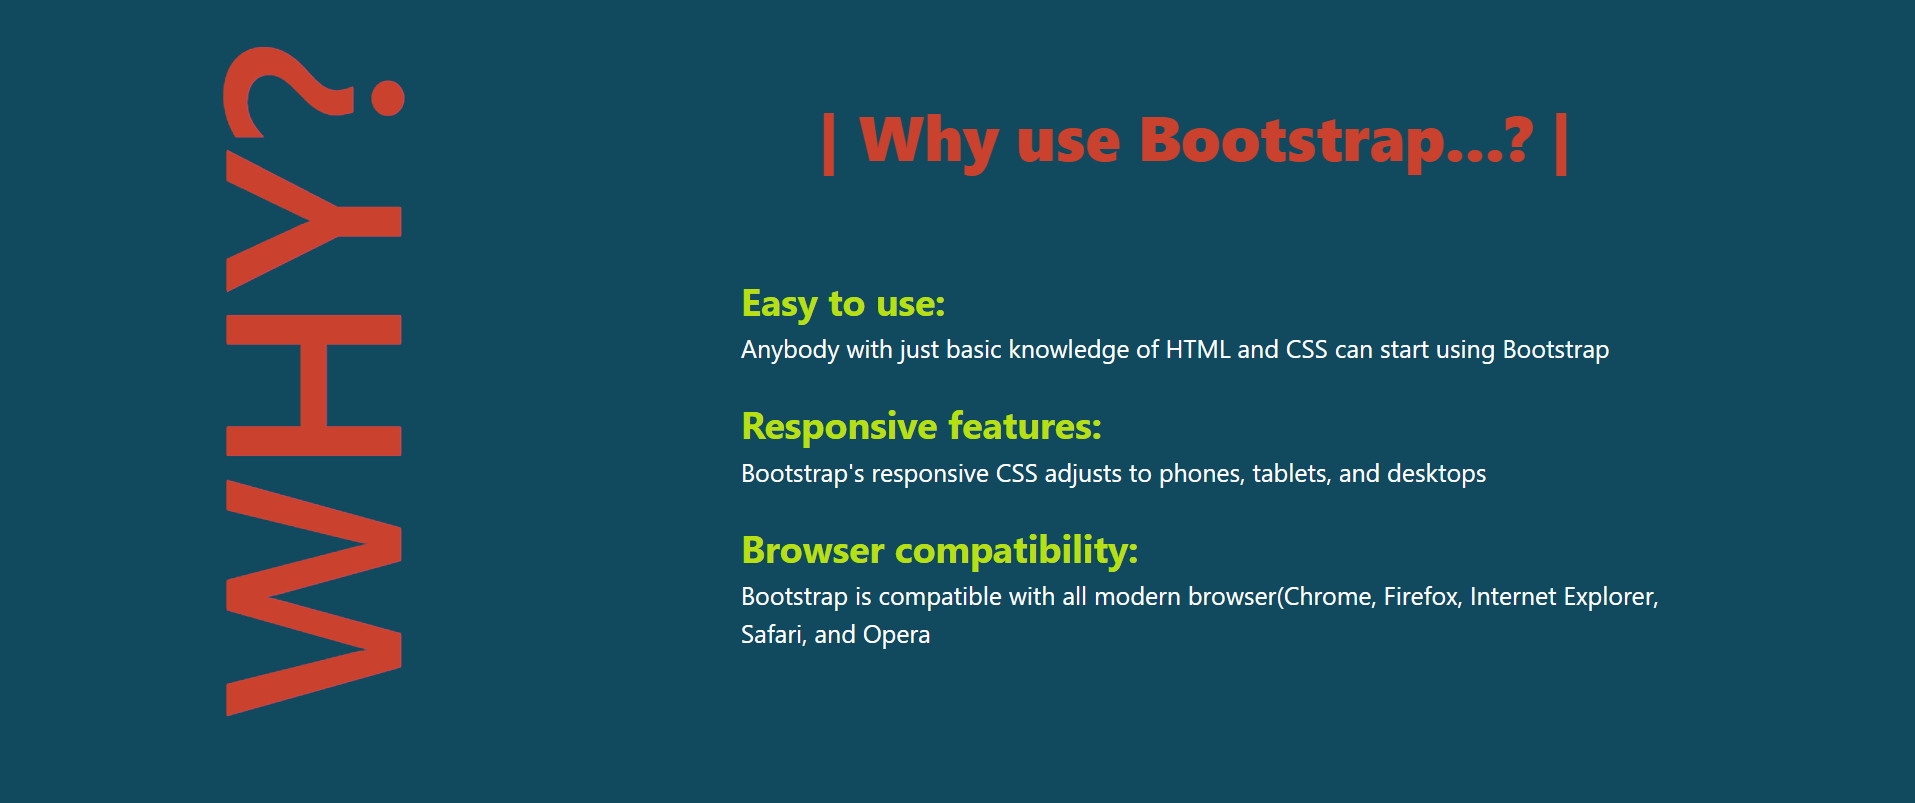 WHY?
| Why use Bootstrap...? |
Easy to use:
Anybody with just basic knowledge of HTML and CSS can start using Bootstrap
Responsive features:
Bootstrap's responsive CSS adjusts to phones, tablets, and desktops
Browser compatibility:
Bootstrap is compatible with all modern browser(Chrome, Firefox, Internet Explorer,
Safari, and Opera